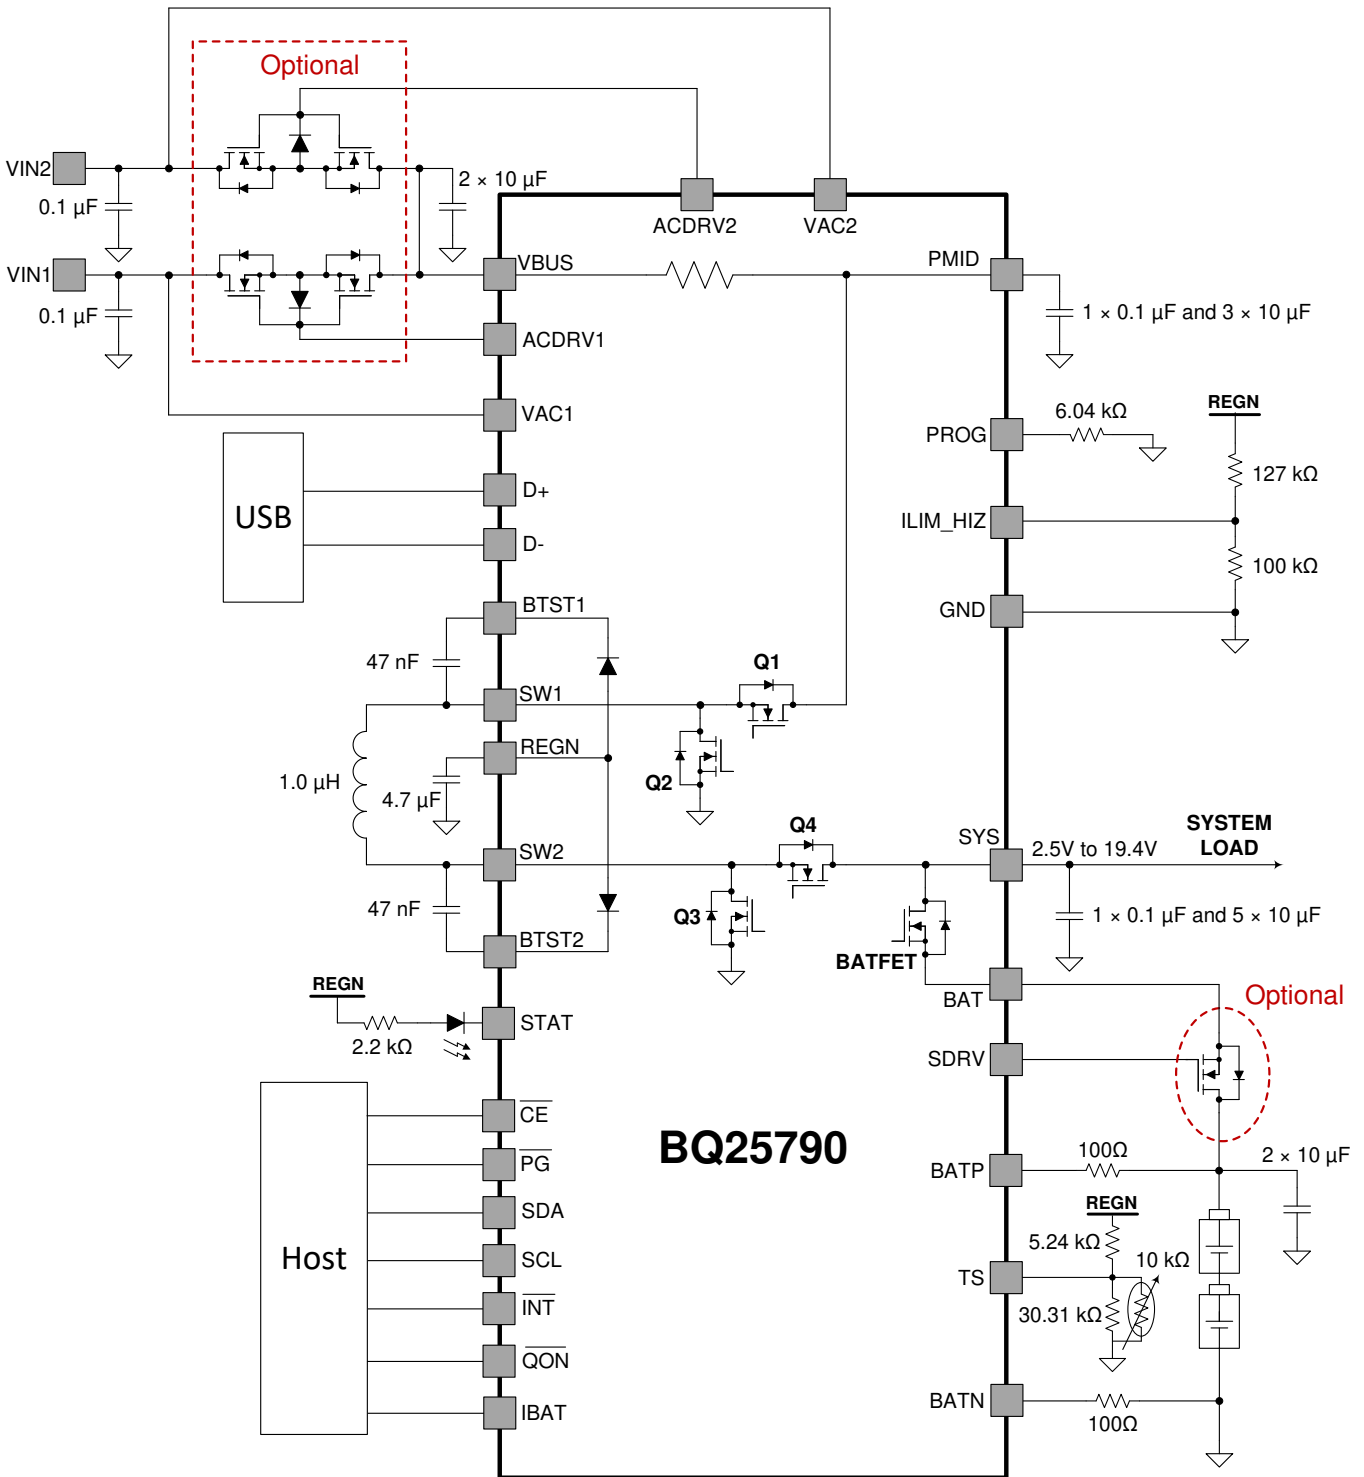 Optional
VIN2
0.1 µF
2 × 10 µF
ACDRV2
VAC2
VIN1
0.1 µF
VBUS
PMID
1 × 0.1 µF and 3 × 10 µF
ACDRV1
VAC1
PROG
6.04 kΩ
REGN
127 kΩ
USB
D+
D-
ILIM_HIZ
100 kΩ
GND
BTST1
47 nF
SW1
Q1
REGN
Q2
1.0 µH
4.7 µF
SW2
Q4
SYS
2.5V to 19.4V
SYSTEM
LOAD
47 nF
Q3
1 × 0.1 µF and 5 × 10 µF
BTST2
BATFET
REGN
BAT
Optional
STAT
2.2 kΩ
SDRV
Host
CE
PG
SDA
SCL
INT
QON
IBAT
BQ25790
BATP
100Ω
2 × 10 µF
REGN
5.24 kΩ
10 kΩ
TS
30.31 kΩ
BATN
100Ω